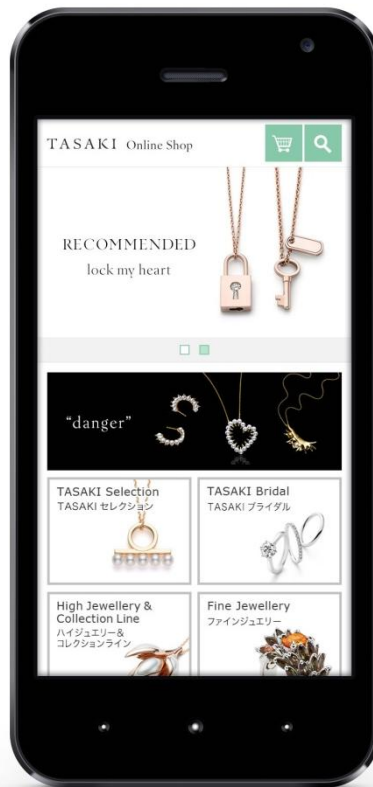 TASAKI Online Shop
RECOMMENDED
lock my heart
“danger”
TASAKI Selection
TASAKI セレクション
TASAKI Bridal
TASAKI ブライダル
High Jewellery &
Collection Line
ハイジュエリー&
コレクションライン
Fine Jewellery
ファインジュエリー